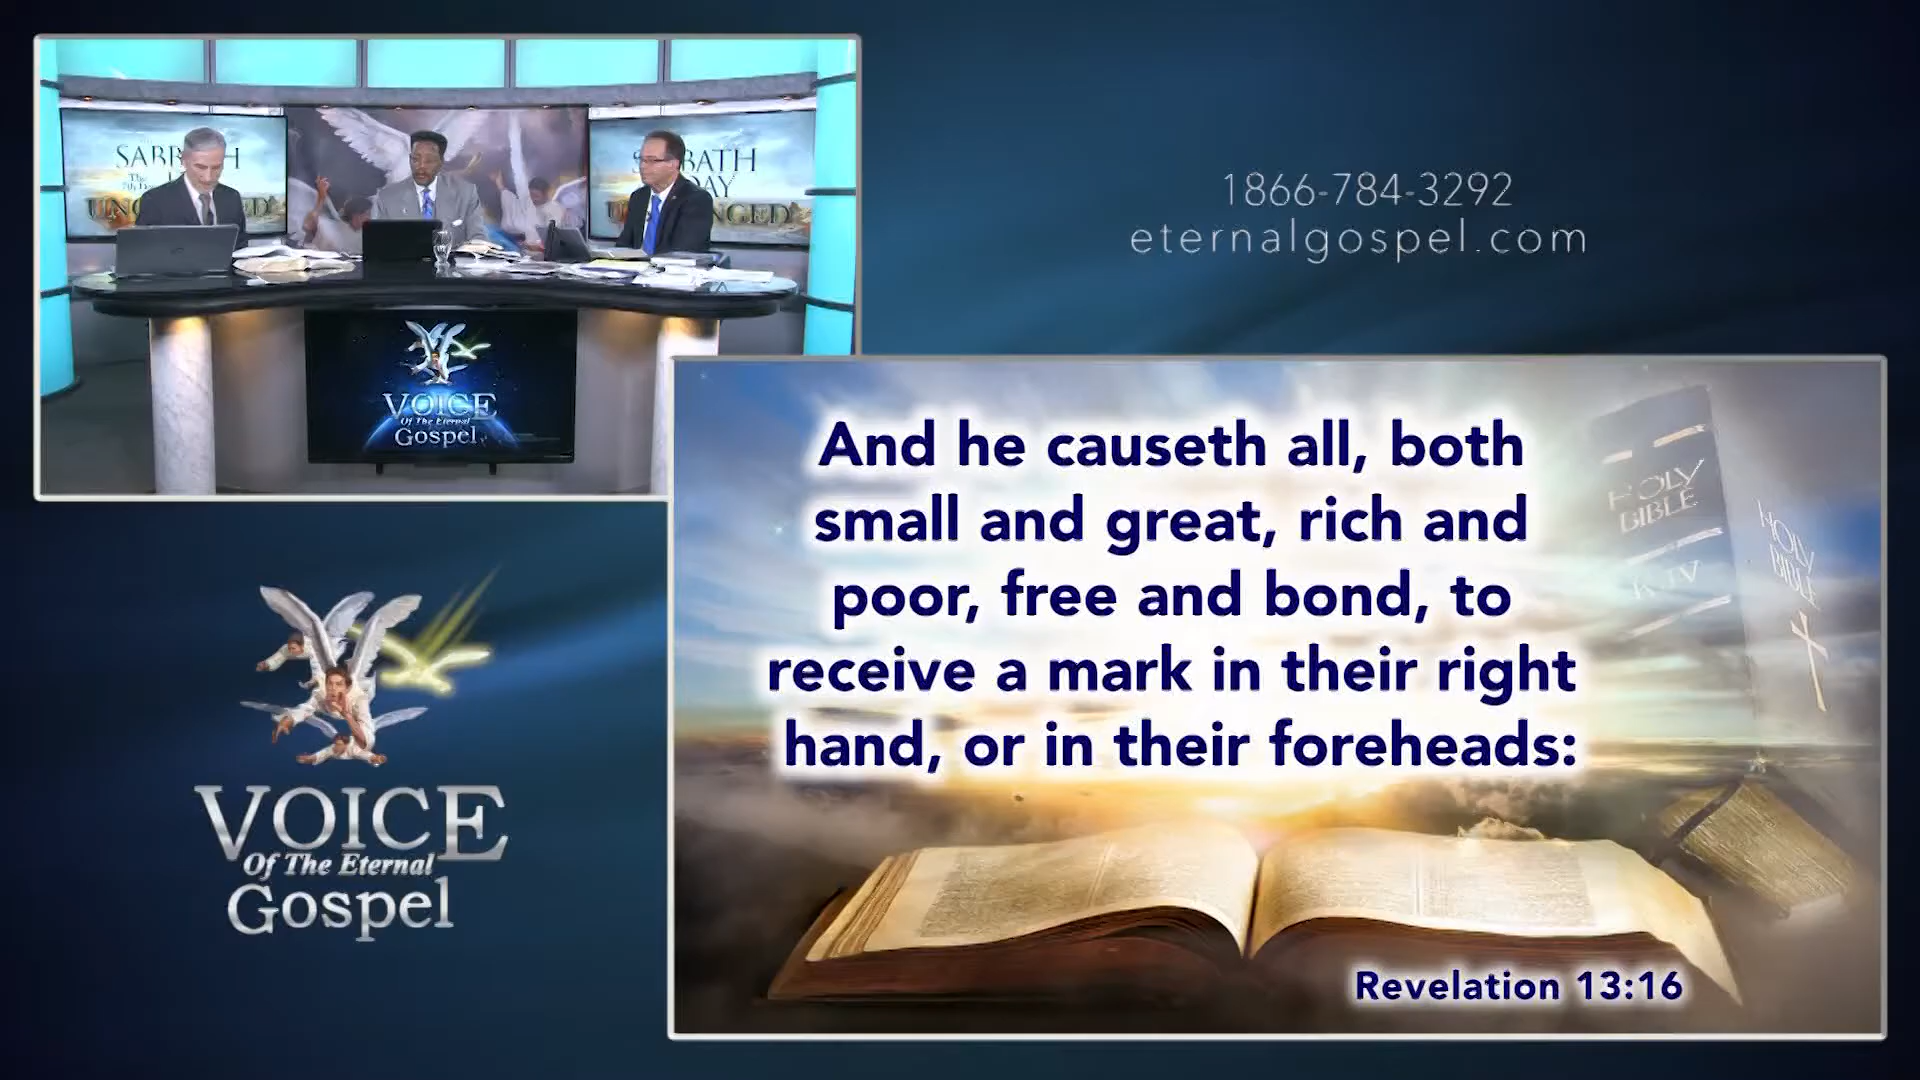 SABBATH
DAY
VOICE
Of The Eternal
Gospel
1866-784-3292
eternalgospel.com
And he causeth all, both
small and great, rich and
poor, free and bond, to
receive a mark in their right
hand, or in their foreheads:
Revelation 13:16
HOLY
BIBLE
KJV
HOLY
BIBLE
VOICE
Of The Eternal
Gospel